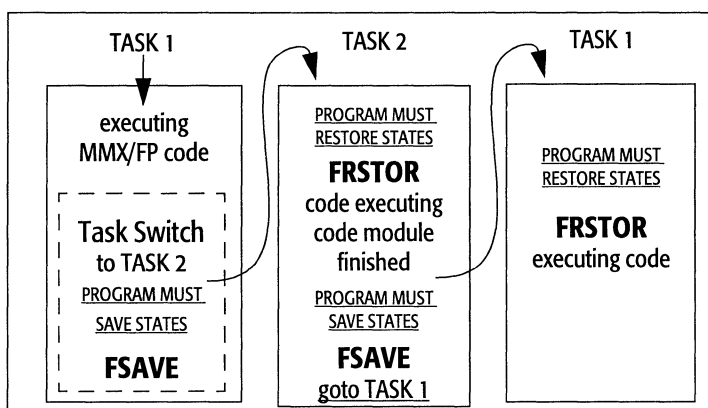 TASK 1
executing
MMX/FP code
Task Switch
to TASK 2
PROGRAM MUST
SAVE STATES
FSAVE
TASK 2
PROGRAM MUST
RESTORE STATES
FRSTOR
code executing
code module
finished
PROGRAM MUST
SAVE STATES
FSAVE
goto TASK 1
TASK 1
PROGRAM MUST
RESTORE STATES
FRSTOR
executing code